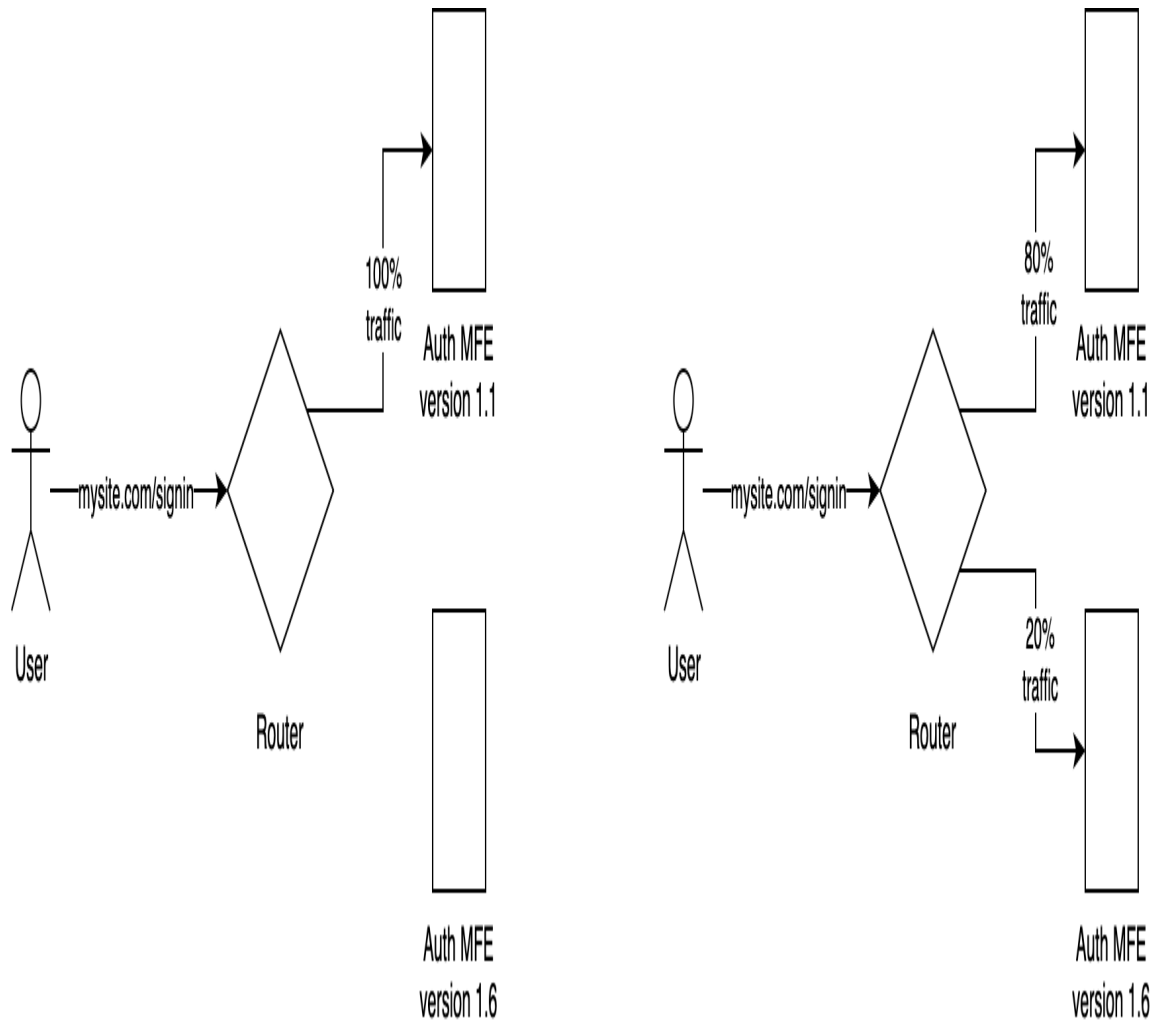 100%
traffic
Auth MFE
version 1.1
mysite.com/signin
User
Router
Auth MFE
version 1.6
80%
traffic
Auth MFE
version 1.1
mysite.com/signin
20%
traffic
User
Router
Auth MFE
version 1.6